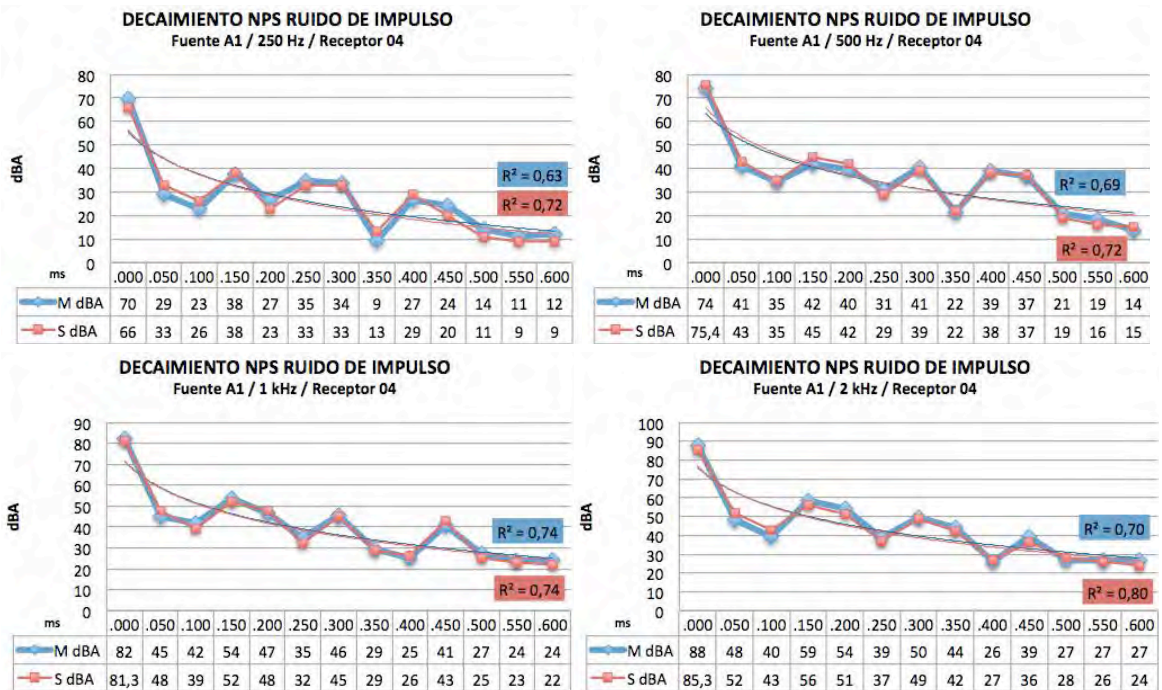 DECAIMIENTO NPS RUIDO DE IMPULSO
Fuente A1 / 250 Hz / Receptor 04
dBA
80
70
60
50
40
30
20
10
0
R² = 0,63
R² = 0,72
ms .000 .050 .100 .150 .200 .250 .300 .350 .400 .450 .500 .550 .600
M dBA 70 29 23 38 27 35 34 9 27 24 14 11 12
S dBA 66 33 26 38 23 33 33 13 29 20 11 9 9
DECAIMIENTO NPS RUIDO DE IMPULSO
Fuente A1 / 500 Hz / Receptor 04
dBA
80
70
60
50
40
30
20
10
0
R² = 0,69
R² = 0,72
ms .000 .050 .100 .150 .200 .250 .300 .350 .400 .450 .500 .550 .600
M dBA 74 41 35 42 40 31 41 22 39 37 21 19 14
S dBA 75,4 43 35 45 42 29 39 22 38 37 19 16 15
DECAIMIENTO NPS RUIDO DE IMPULSO
Fuente A1 / 1 kHz / Receptor 04
dBA
90
80
70
60
50
40
30
20
10
0
R² = 0,74
R² = 0,74
ms .000 .050 .100 .150 .200 .250 .300 .350 .400 .450 .500 .550 .600
M dBA 82 45 42 54 47 35 46 29 25 41 27 24 24
S dBA 81,3 48 39 52 48 32 45 29 26 43 25 23 22
DECAIMIENTO NPS RUIDO DE IMPULSO
Fuente A1 / 2 kHz / Receptor 04
dBA
100
90
80
70
60
50
40
30
20
10
0
R² = 0,70
R² = 0,80
ms .000 .050 .100 .150 .200 .250 .300 .350 .400 .450 .500 .550 .600
M dBA 88 48 40 59 54 39 50 44 26 39 27 27 27
S dBA 85,3 52 43 56 51 37 49 42 27 36 28 26 24